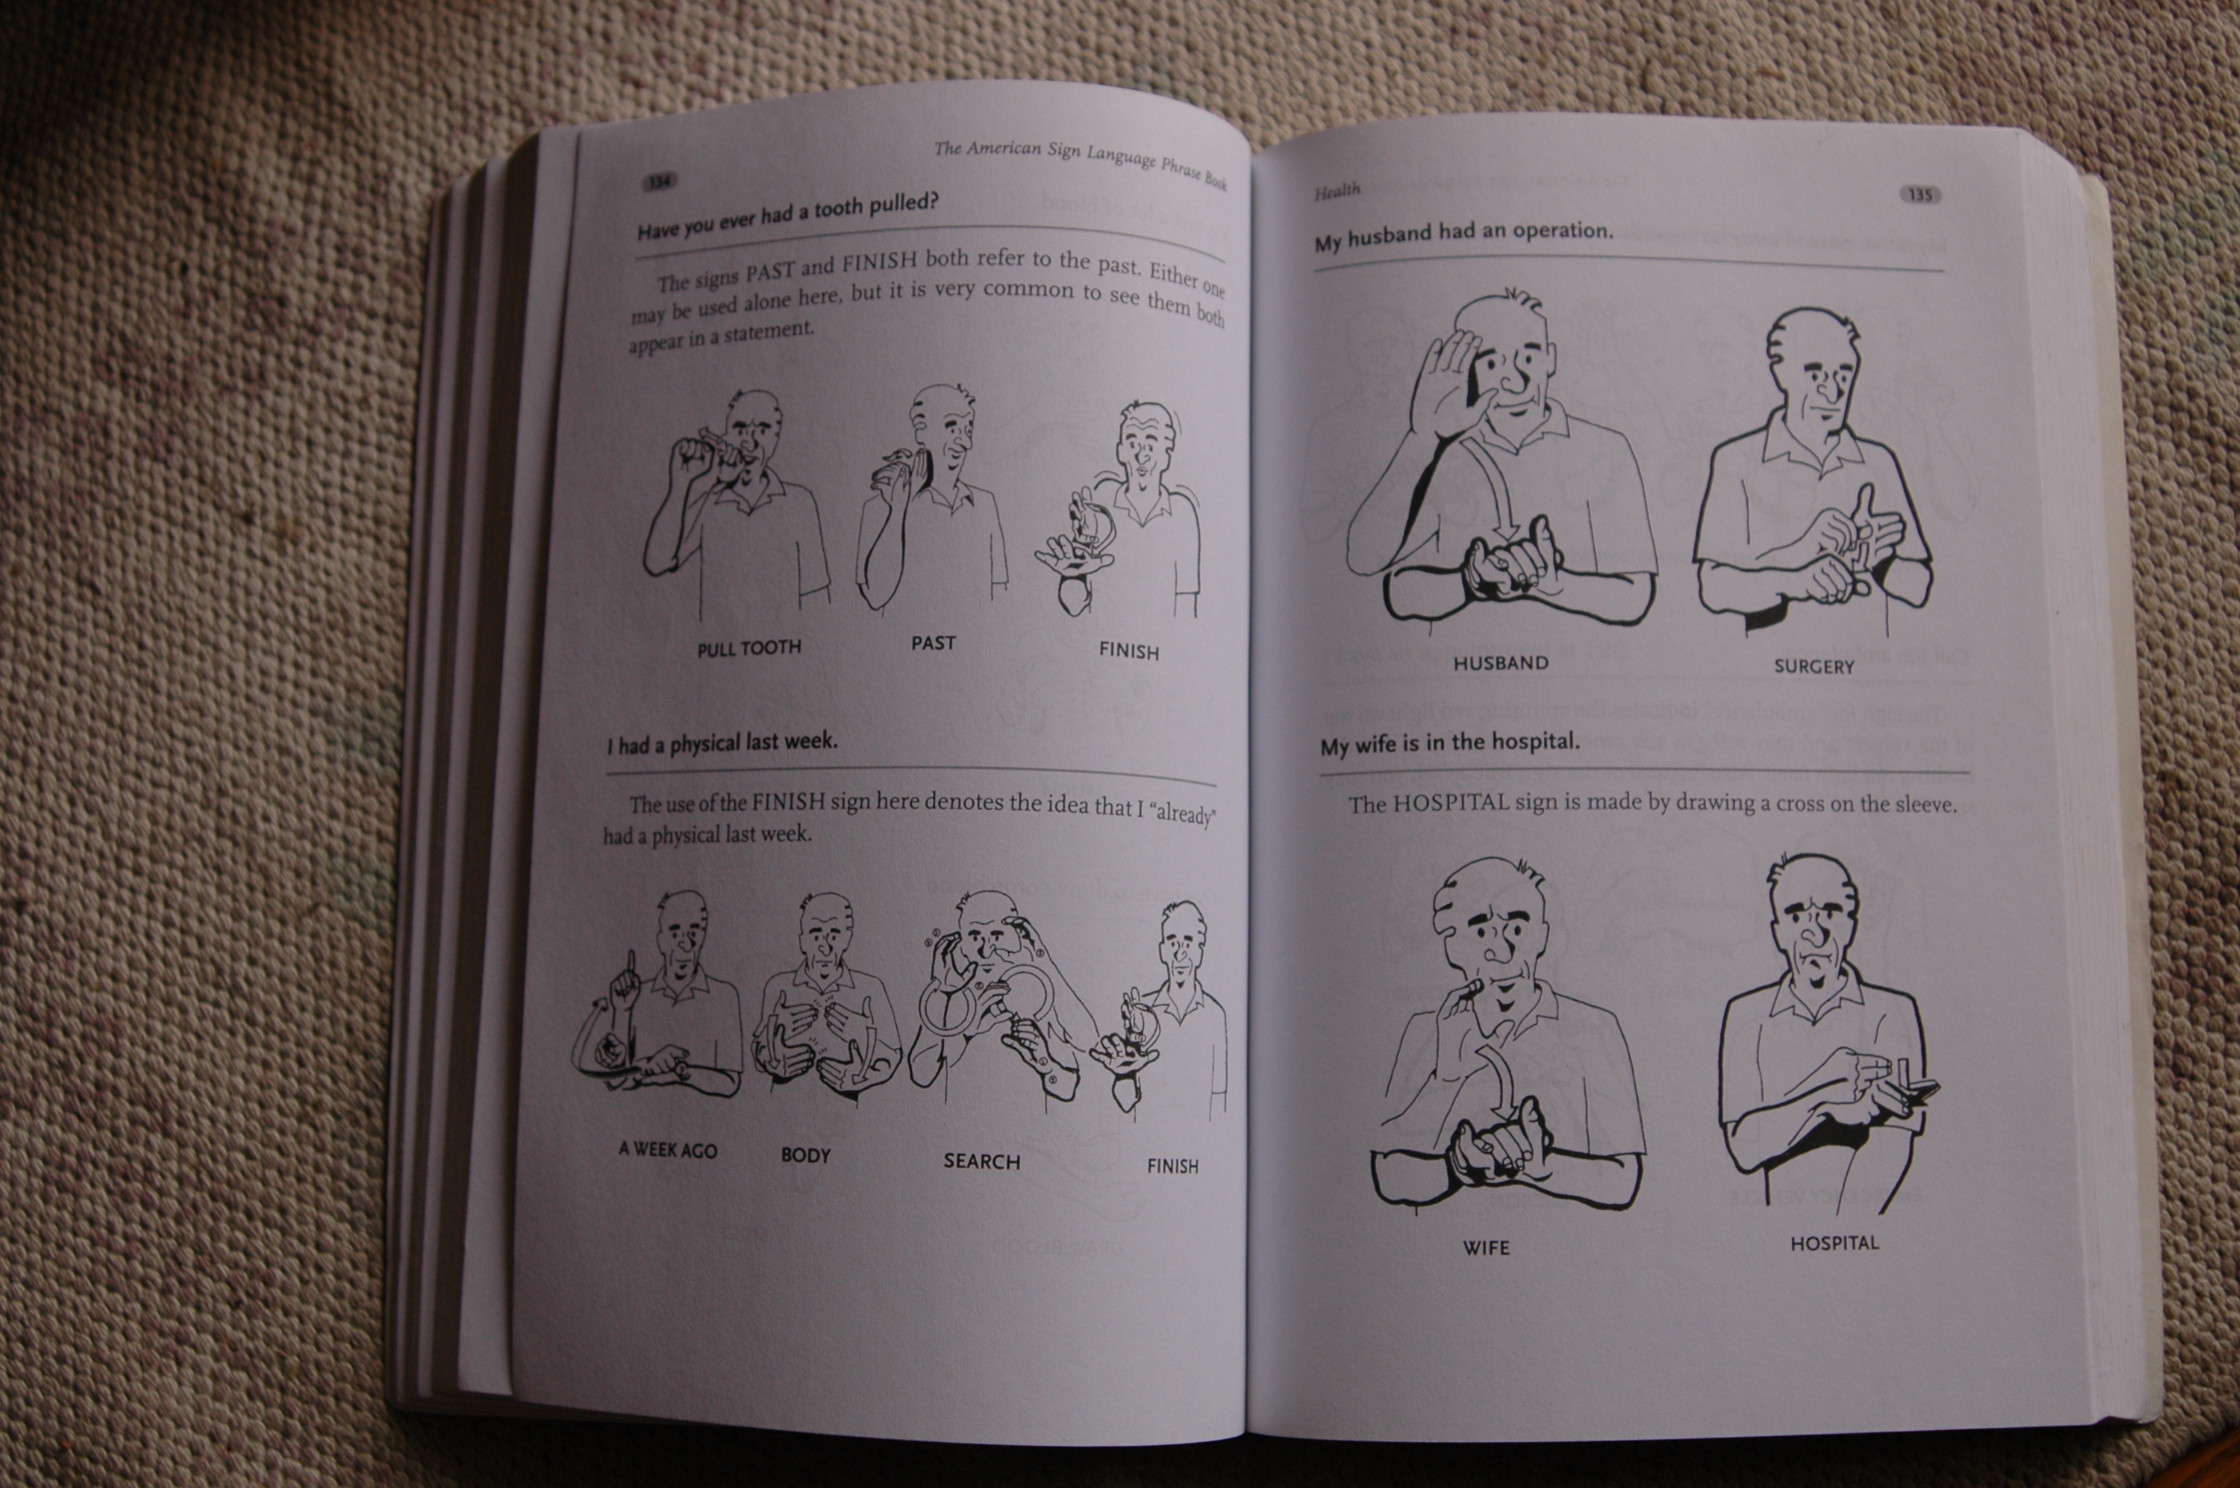 134
The American Sign Language Phrase Book
Have you ever had a tooth pulled?
The signs PAST and FINISH both refer to the past. Either one
may be used alone here, but it is very common to see them both
appear in a statement.
PULL TOOTH PAST FINISH
I had a physical last week.
The use of the FINISH sign here denotes the idea that I "already"
had a physical last week.
A WEEK AGO BODY SEARCH FINISH
Health 135
My husband had an operation.
HUSBAND SURGERY
My wife is in the hospital.
The HOSPITAL sign is made by drawing a cross on the sleeve.
WIFE HOSPITAL